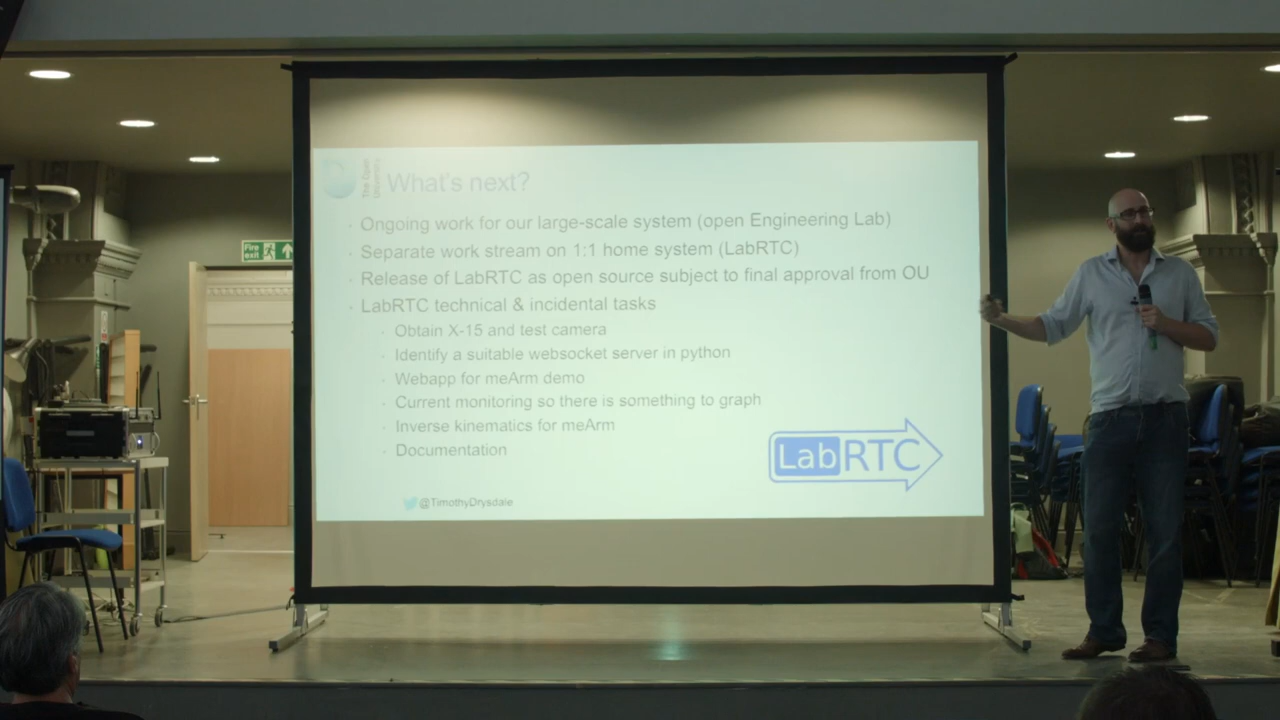 The Open
University
What's next?
Ongoing work for our large-scale system (open Engineering Lab)
Separate work stream on 1:1 home system (LabRTC)
Release of LabRTC as open source subject to final approval from OU
LabRTC technical & incidental tasks
Obtain X-15 and test camera
Identify a suitable websocket server in python
Webapp for meArm demo
Current monitoring so there is something to graph
Inverse kinematics for meArm
Documentation
LabRTC
@TimothyDrysdale
Fire
exit